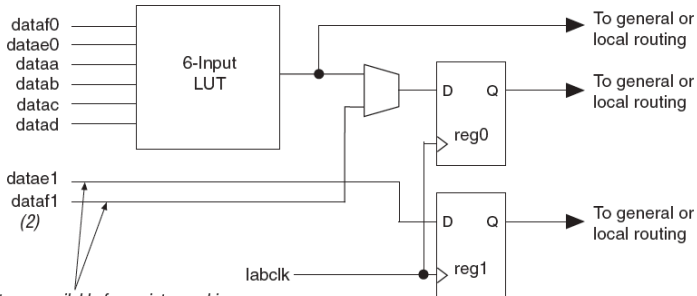 dataf0
datae0
dataa
datab
datac
datad
6-Input
LUT
To general or
local routing
D Q
reg0
To general or
local routing
datae1
dataf1
(2)
D Q
reg1
To general or
local routing
labclk